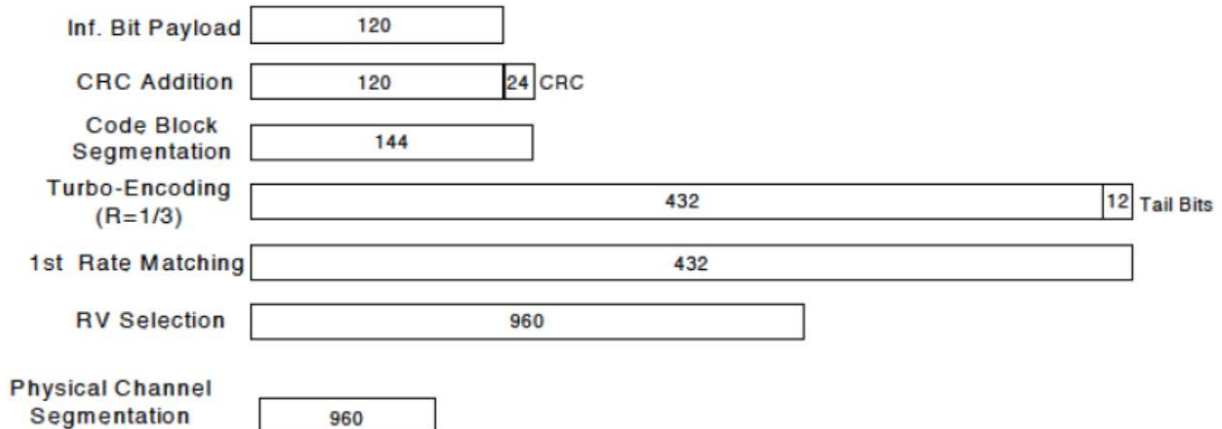 Inf. Bit Payload 120
CRC Addition 120 24 CRC
Code Block
Segmentation 144
Turbo-Encoding
(R=1/3) 432 12 Tail Bits
1st Rate Matching 432
RV Selection 960
Physical Channel
Segmentation 960